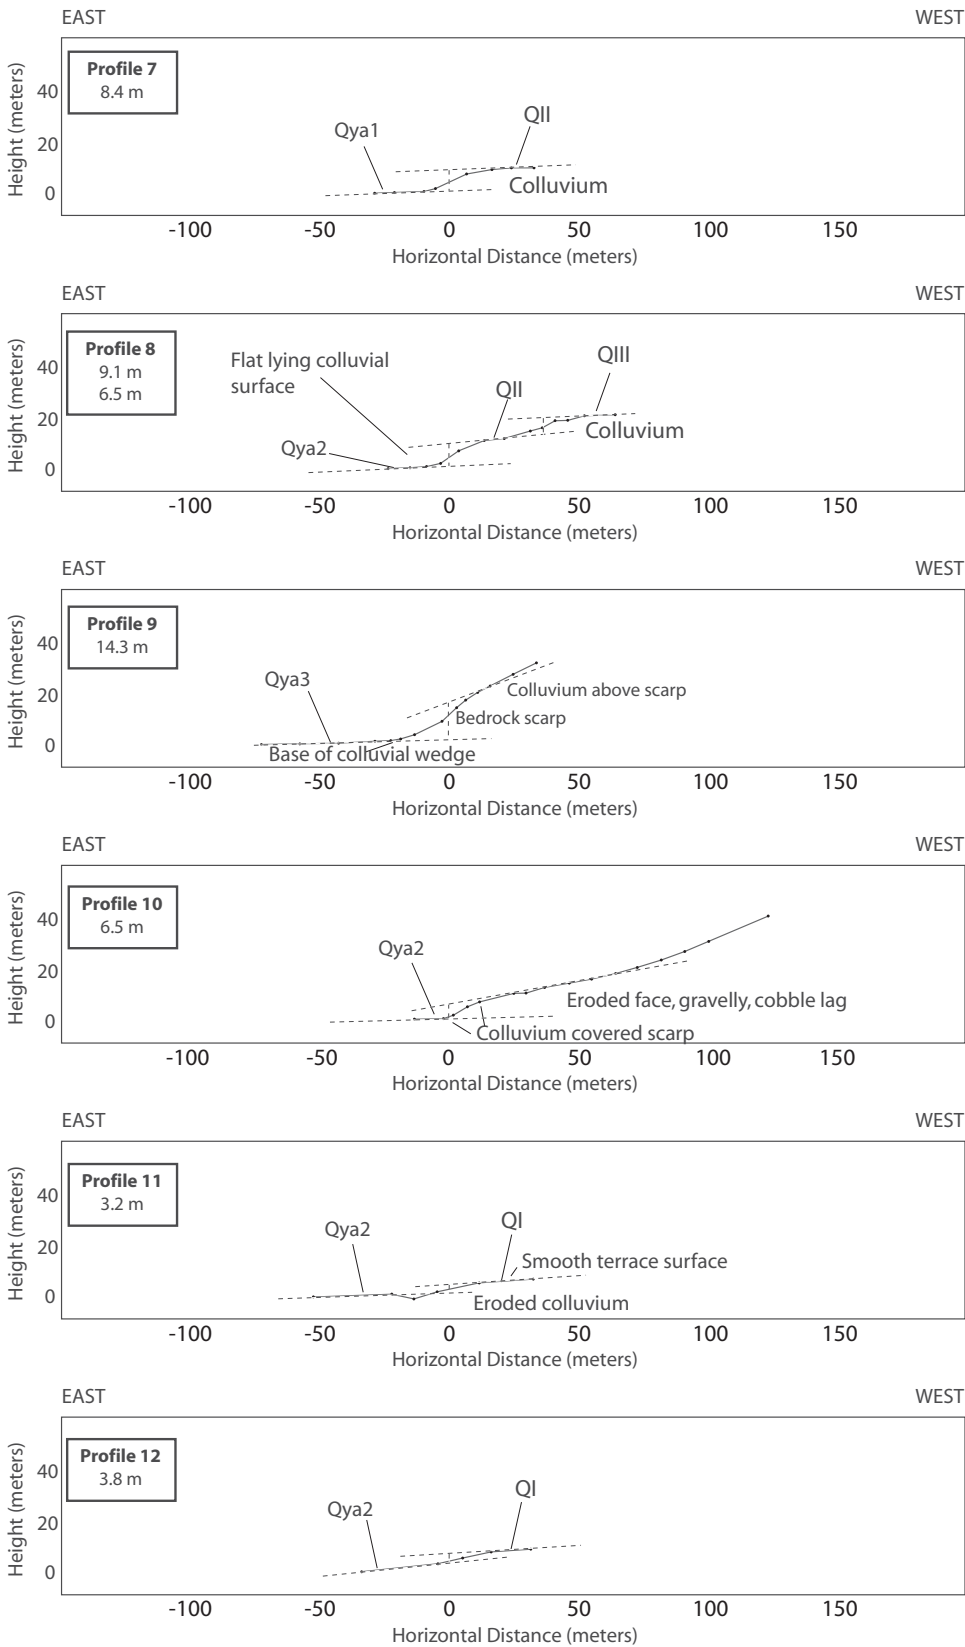 EAST WEST
Profile 7
8.4 m
Height (meters)
40
20
0
Qya1
QII
Colluvium
-100 -50 0 50 100 150
Horizontal Distance (meters)
EAST WEST
Profile 8
9.1 m
6.5 m
Height (meters)
40
20
0
Flat lying colluvial
surface
QIII
QII
Colluvium
Qya2
-100 -50 0 50 100 150
Horizontal Distance (meters)
EAST WEST
Profile 9
14.3 m
Height (meters)
40
20
0
Qya3
Colluvium above scarp
Bedrock scarp
Base of colluvial wedge
-100 -50 0 50 100 150
Horizontal Distance (meters)
EAST WEST
Profile 10
6.5 m
Height (meters)
40
20
0
Qya2
Eroded face, gravelly, cobble lag
Colluvium covered scarp
-100 -50 0 50 100 150
Horizontal Distance (meters)
EAST WEST
Profile 11
3.2 m
Height (meters)
40
20
0
Qya2
QI
Smooth terrace surface
Eroded colluvium
-100 -50 0 50 100 150
Horizontal Distance (meters)
EAST WEST
Profile 12
3.8 m
Height (meters)
40
20
0
Qya2
QI
-100 -50 0 50 100 150
Horizontal Distance (meters)